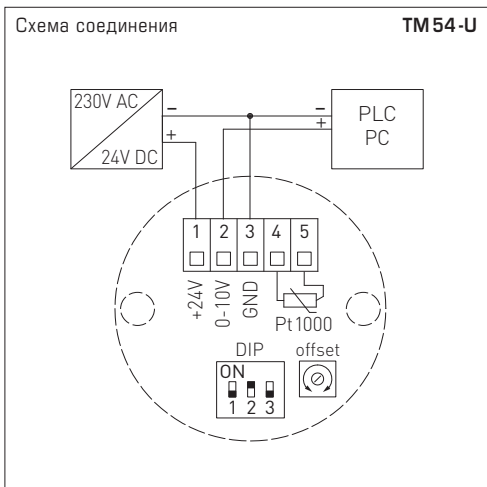 Схема соединения TM54-U
230V AC
24V DC
− +
− +
PLC
PC
1 2 3 4 5
+24V
0-10V
GND
Pt1000
DIP offset
ON
1 2 3